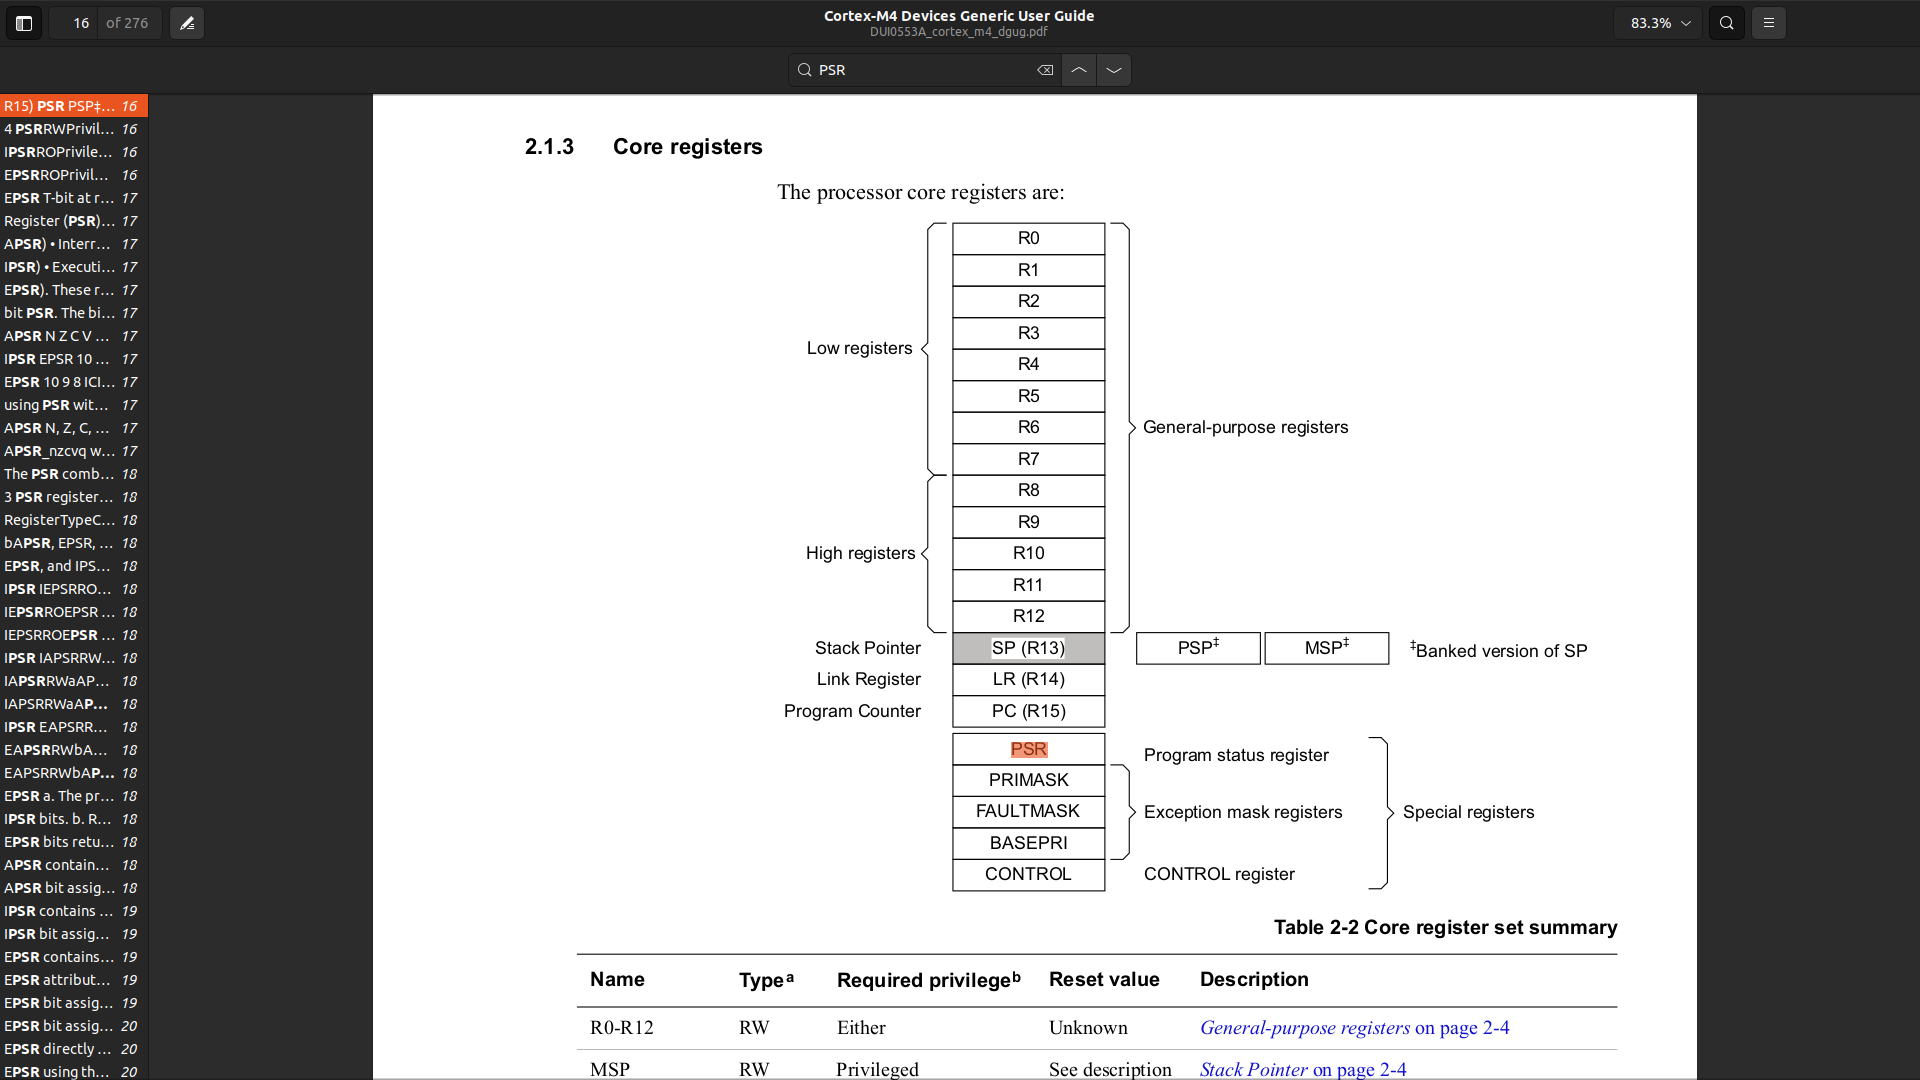 16 of 276
Cortex-M4 Devices Generic User Guide
DUI0553A_cortex_m4_dgug.pdf
83.3%
PSR
R15) PSR PSP‡... 16
4 PSRRWPrivil... 16
IPSRROPrivile... 16
EPSRROPrivil... 16
EPSR T-bit at r... 17
Register (PSR)... 17
APSR) • Interr... 17
IPSR) • Executi... 17
EPSR). These r... 17
bit PSR. The bi... 17
APSR N Z C V ... 17
IPSR EPSR 10 ... 17
EPSR 10 9 8 ICI... 17
using PSR wit... 17
APSR N, Z, C, ... 17
APSR_nzcvq w... 17
The PSR comb... 18
3 PSR register... 18
RegisterTypeC... 18
bAPSR, EPSR, ... 18
EPSR, and IPS... 18
IPSR IEPSRRO... 18
IEPSRROEPSR ... 18
IEPSRROEPSR ... 18
IPSR IAPSRRW... 18
IAPSRRWaAP... 18
IAPSRRWaAP... 18
IPSR EAPSRR... 18
EAPSRRWbA... 18
EAPSRRWbAP... 18
EPSR a. The pr... 18
IPSR bits. b. R... 18
EPSR bits retu... 18
APSR contain... 18
APSR bit assig... 18
IPSR contains ... 19
IPSR bit assig... 19
EPSR contains... 19
EPSR attribut... 19
EPSR bit assig... 19
EPSR bit assig... 20
EPSR directly ... 20
EPSR using th... 20
2.1.3 Core registers
The processor core registers are:
R0
R1
R2
R3
Low registers
R4
R5
R6
General-purpose registers
R7
R8
R9
High registers
R10
R11
R12
Stack Pointer SP (R13) PSP‡ MSP‡ ‡Banked version of SP
Link Register LR (R14)
Program Counter PC (R15)
PSR Program status register
PRIMASK
FAULTMASK Exception mask registers Special registers
BASEPRI
CONTROL CONTROL register
Table 2-2 Core register set summary
Name Type a Required privilege b Reset value Description
R0-R12 RW Either Unknown General-purpose registers on page 2-4
MSP RW Privileged See description Stack Pointer on page 2-4